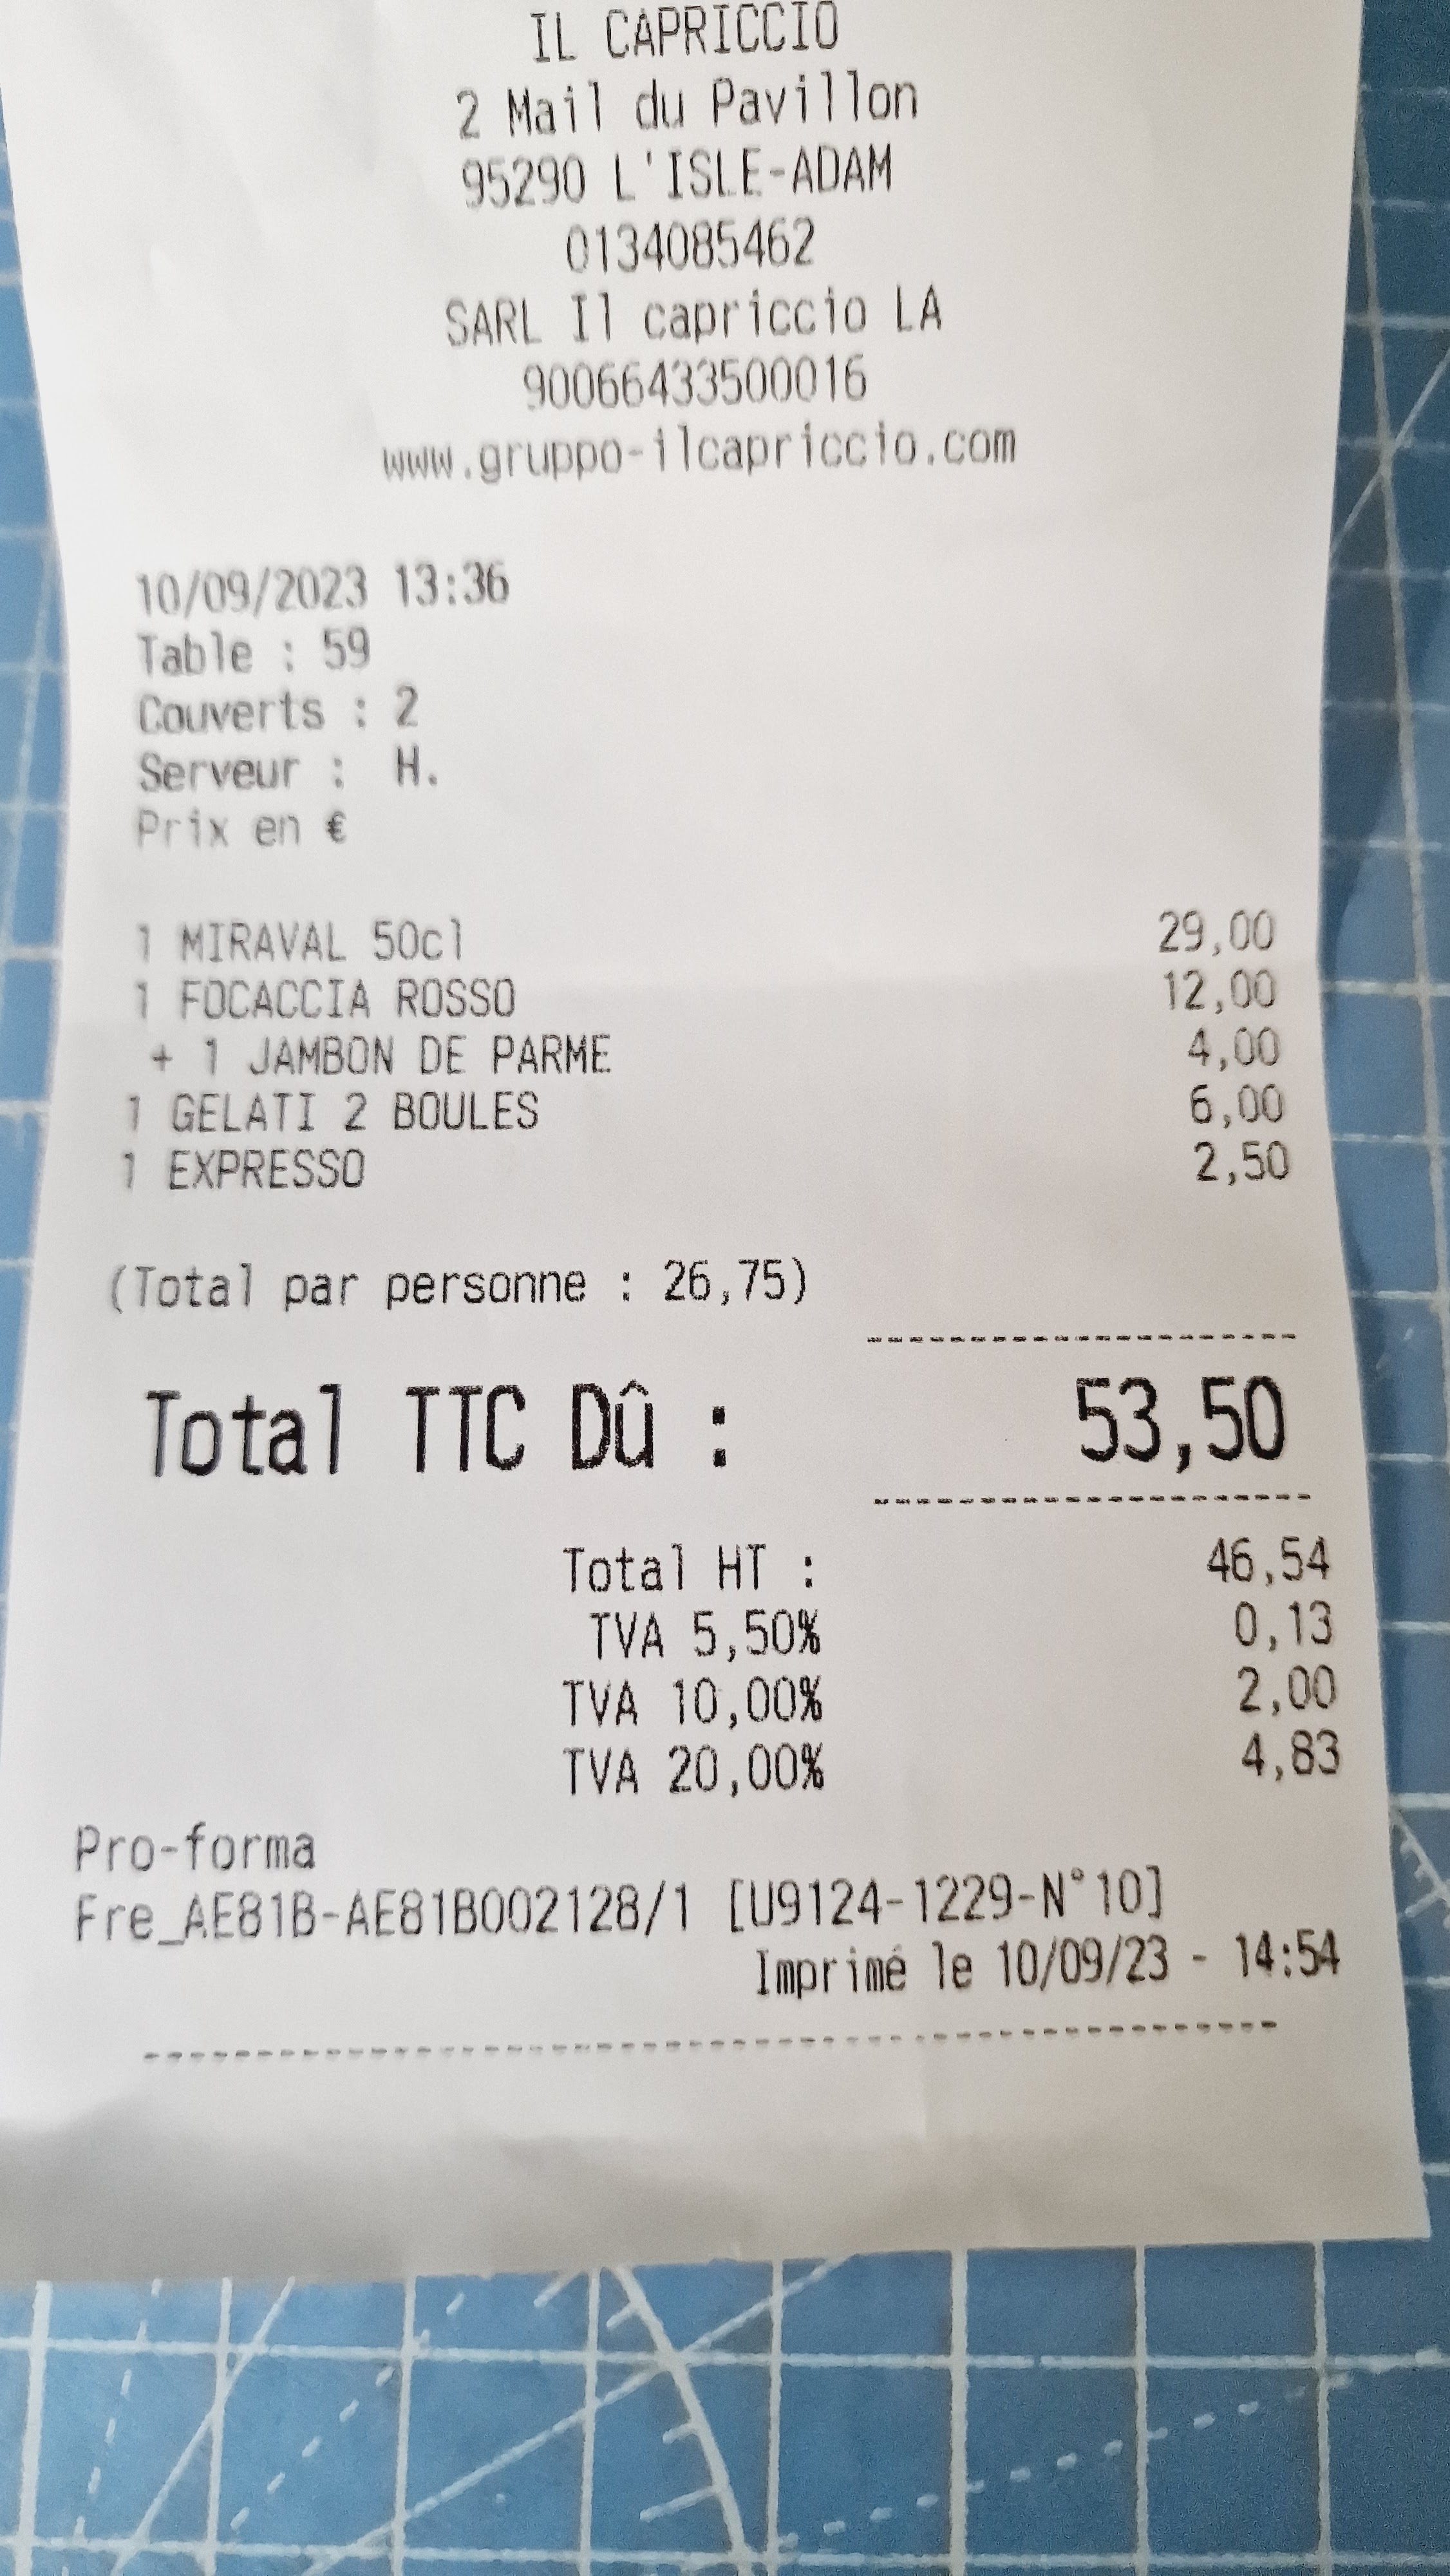 IL CAPRICCIO
2 Mail du Pavillon
95290 L'ISLE-ADAM
0134085462
SARL Il capriccio LA
90066433500016
www.gruppo-ilcapriccio.com
10/09/2023 13:36
Table : 59
Couverts : 2
Serveur : H.
Prix en €
1 MIRAVAL 50cl 29,00
1 FOCACCIA ROSSO 12,00
+ 1 JAMBON DE PARME 4,00
1 GELATI 2 BOULES 6,00
1 EXPRESSO 2,50
(Total par personne : 26,75)
Total TTC Dû : 53,50
Total HT : 46,54
TVA 5,50% 0,13
TVA 10,00% 2,00
TVA 20,00% 4,83
Pro-forma
Fre_AE81B-AE81B002128/1 [U9124-1229-N°10]
Imprimé le 10/09/23 - 14:54